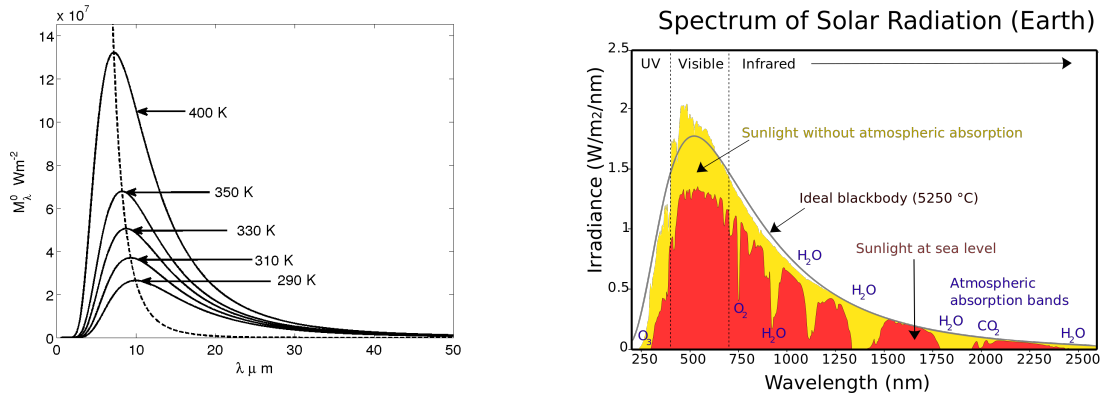 x 10⁷
14
12
10
8
6
4
2
0
M⁰λ Wm-2
400 K
350 K
330 K
310 K
290 K
0
10
20
30
40
50
λ μ m
Spectrum of Solar Radiation (Earth)
Irradiance (W/m2/nm)
2.5
2
1.5
1
0.5
0
UV
Visible
Infrared
Sunlight without atmospheric absorption
Ideal blackbody (5250 °C)
Sunlight at sea level
H₂O
H₂O
Atmospheric
absorption bands
O₃
O₂
H₂O
H₂O
CO₂
H₂O
250
500
750
1000
1250
1500
1750
2000
2250
2500
Wavelength (nm)